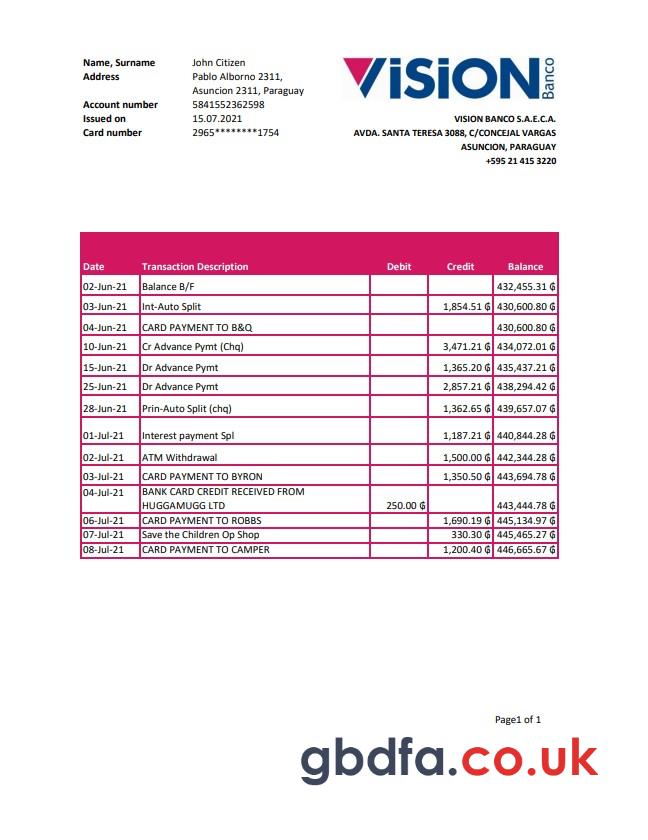 Name, Surname John Citizen
Address Pablo Alborno 2311,
Asuncion 2311, Paraguay
Account number 5841552362598
Issued on 15.07.2021
Card number 2965********1754
VISION Banco
VISION BANCO S.A.E.C.A.
AVDA. SANTA TERESA 3088, C/CONCEJAL VARGAS
ASUNCION, PARAGUAY
+595 21 415 3220
Date Transaction Description Debit Credit Balance
02-Jun-21 Balance B/F 432,455.31 ₲
03-Jun-21 Int-Auto Split 1,854.51 ₲ 430,600.80 ₲
04-Jun-21 CARD PAYMENT TO B&Q 430,600.80 ₲
10-Jun-21 Cr Advance Pymt (Chq) 3,471.21 ₲ 434,072.01 ₲
15-Jun-21 Dr Advance Pymt 1,365.20 ₲ 435,437.21 ₲
25-Jun-21 Dr Advance Pymt 2,857.21 ₲ 438,294.42 ₲
28-Jun-21 Prin-Auto Split (chq) 1,362.65 ₲ 439,657.07 ₲
01-Jul-21 Interest payment Spl 1,187.21 ₲ 440,844.28 ₲
02-Jul-21 ATM Withdrawal 1,500.00 ₲ 442,344.28 ₲
03-Jul-21 CARD PAYMENT TO BYRON 1,350.50 ₲ 443,694.78 ₲
04-Jul-21 BANK CARD CREDIT RECEIVED FROM
HUGGAMUGG LTD 250.00 ₲ 443,444.78 ₲
06-Jul-21 CARD PAYMENT TO ROBBS 1,690.19 ₲ 445,134.97 ₲
07-Jul-21 Save the Children Op Shop 330.30 ₲ 445,465.27 ₲
08-Jul-21 CARD PAYMENT TO CAMPER 1,200.40 ₲ 446,665.67 ₲
Page1 of 1
gbdfa.co.uk